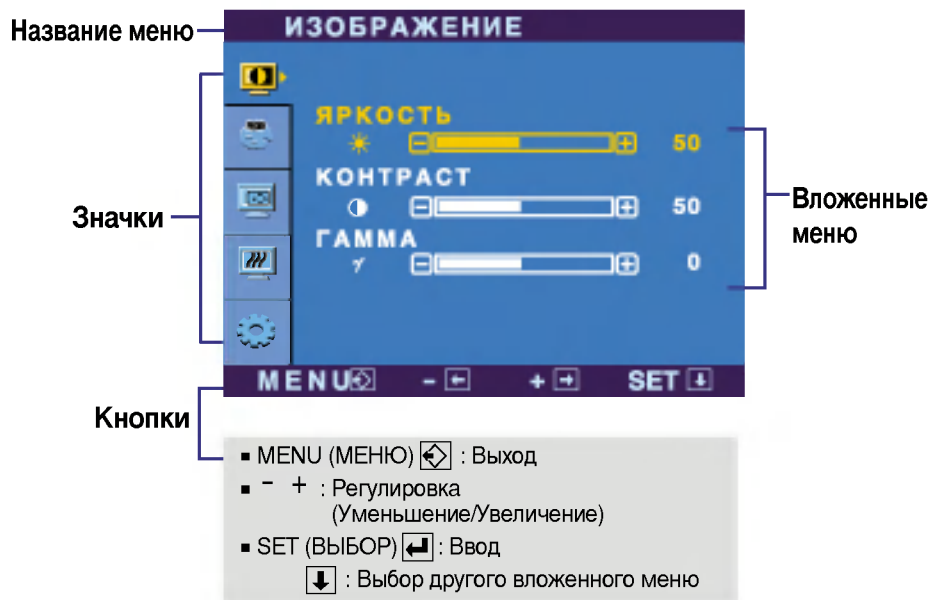 Название меню
ИЗОБРАЖЕНИЕ
ЯРКОСТЬ
50
КОНТРАСТ
50
ГАММА
0
Значки
Вложенные
меню
MENU - + SET
Кнопки
▪ MENU (МЕНЮ) : Выход
▪ - + : Регулировка
(Уменьшение/Увеличение)
▪ SET (ВЫБОР) : Ввод
: Выбор другого вложенного меню